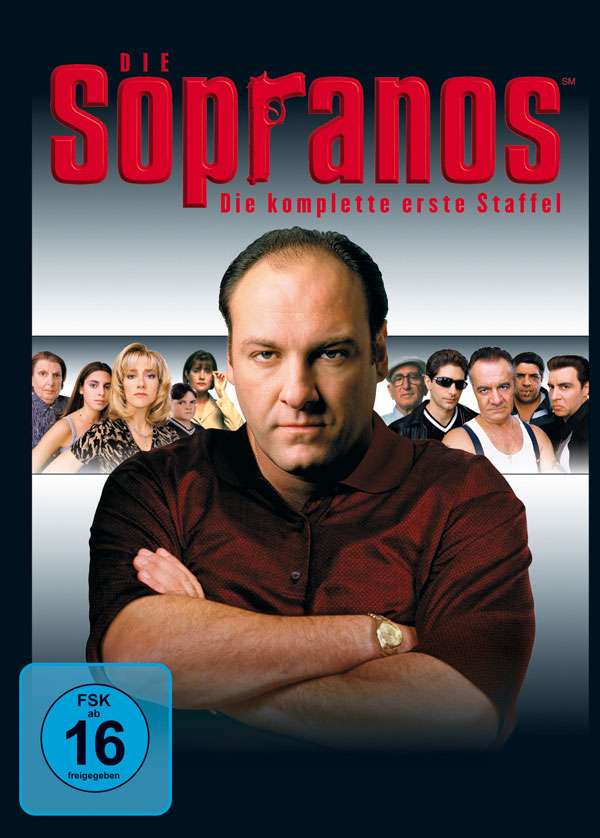 DIE
Sopranos
SM
Die komplette erste Staffel
FSK
ab
16
freigegeben